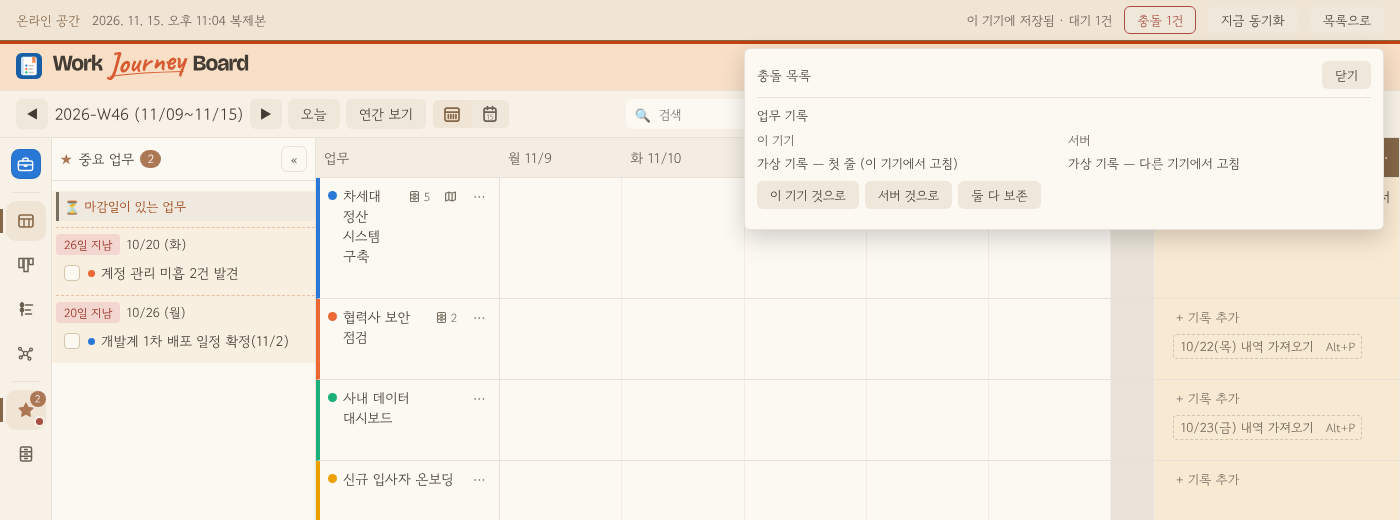 온라인 공간 2026. 11. 15. 오후 11:04 복제본
이 기기에 저장됨 · 대기 1건 충돌 1건 지금 동기화 목록으로
Work Journey Board
충돌 목록 닫기
업무 기록
이 기기 서버
가상 기록 — 첫 줄 (이 기기에서 고침) 가상 기록 — 다른 기기에서 고침
이 기기 것으로 서버 것으로 둘 다 보존
◀ 2026-W46 (11/09~11/15) ▶ 오늘 연간 보기 🔍 검색
★ 중요 업무 2 «
업무 월 11/9 화 11/10
⏳ 마감일이 있는 업무
26일 지남 10/20 (화)
계정 관리 미흡 2건 발견
20일 지남 10/26 (월)
개발계 1차 배포 일정 확정(11/2)
2
차세대 5 ···
정산
시스템
구축
협력사 보안 2 ···
점검
+ 기록 추가
10/22(목) 내역 가져오기 Alt+P
사내 데이터 ···
대시보드
+ 기록 추가
10/23(금) 내역 가져오기 Alt+P
신규 입사자 온보딩 ···
+ 기록 추가